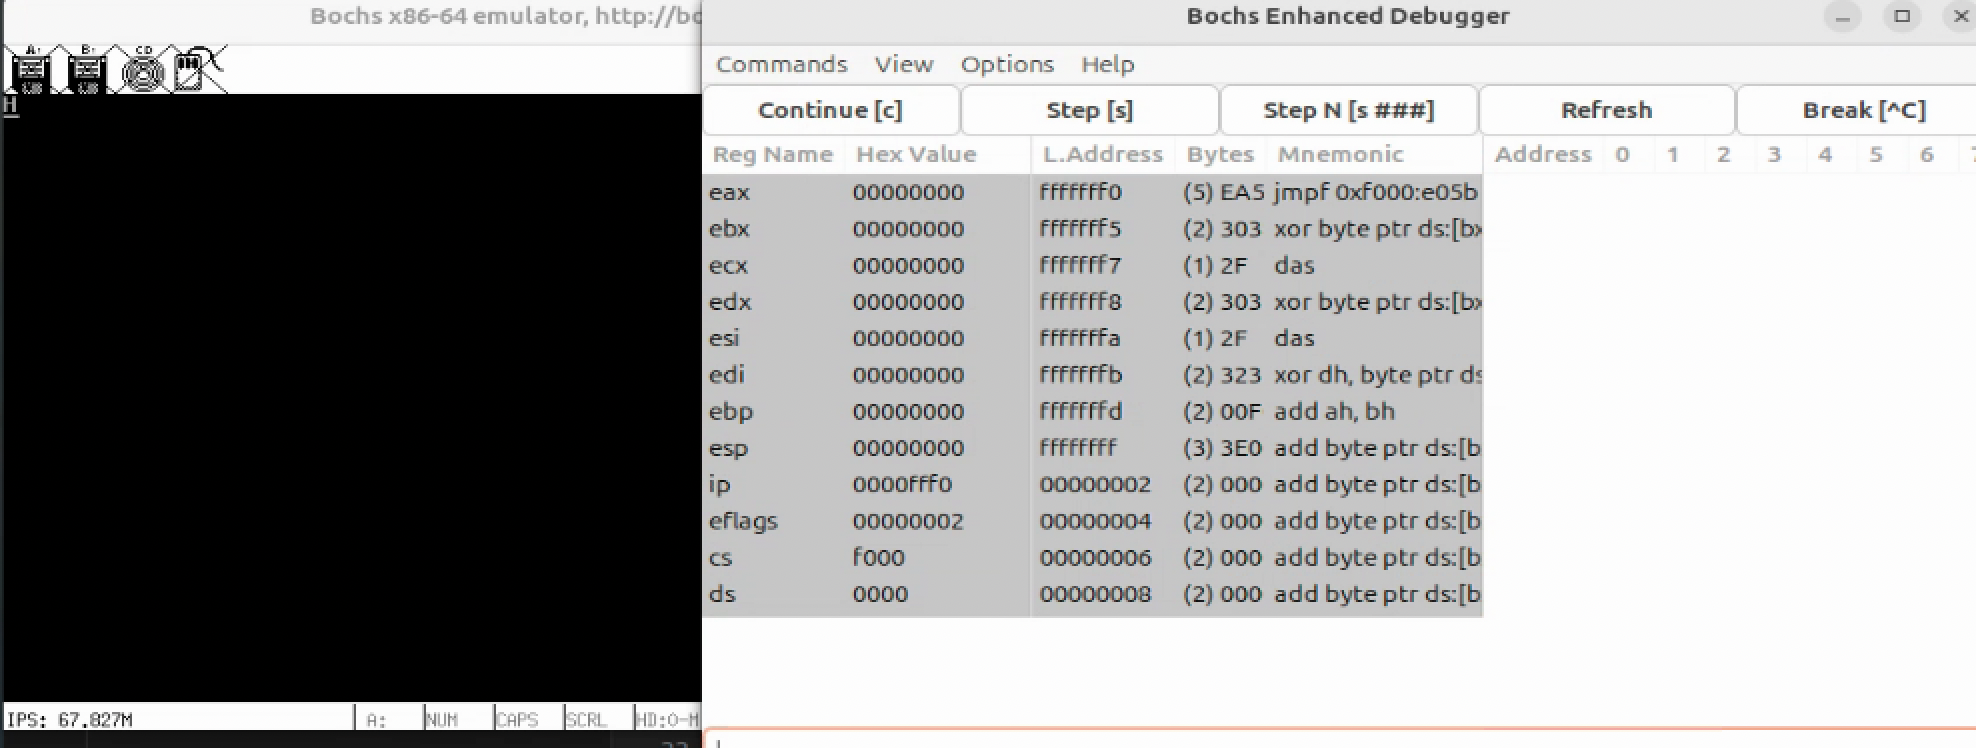 Bochs x86-64 emulator, http://bo
A: B: CD
H
IPS: 67.827M A: NUM CAPS SCRL HD:0-M
Bochs Enhanced Debugger
Commands View Options Help
Continue [c] Step [s] Step N [s ###] Refresh Break [^C]
Reg Name Hex Value L.Address Bytes Mnemonic Address 0 1 2 3 4 5 6 7
eax 00000000 fffffff0 (5) EA5 jmpf 0xf000:e05b
ebx 00000000 fffffff5 (2) 303 xor byte ptr ds:[bx
ecx 00000000 fffffff7 (1) 2F das
edx 00000000 fffffff8 (2) 303 xor byte ptr ds:[bx
esi 00000000 fffffffa (1) 2F das
edi 00000000 fffffffb (2) 323 xor dh, byte ptr ds
ebp 00000000 fffffffd (2) 00F add ah, bh
esp 00000000 ffffffff (3) 3E0 add byte ptr ds:[b
ip 0000fff0 00000002 (2) 000 add byte ptr ds:[b
eflags 00000002 00000004 (2) 000 add byte ptr ds:[b
cs f000 00000006 (2) 000 add byte ptr ds:[b
ds 0000 00000008 (2) 000 add byte ptr ds:[b